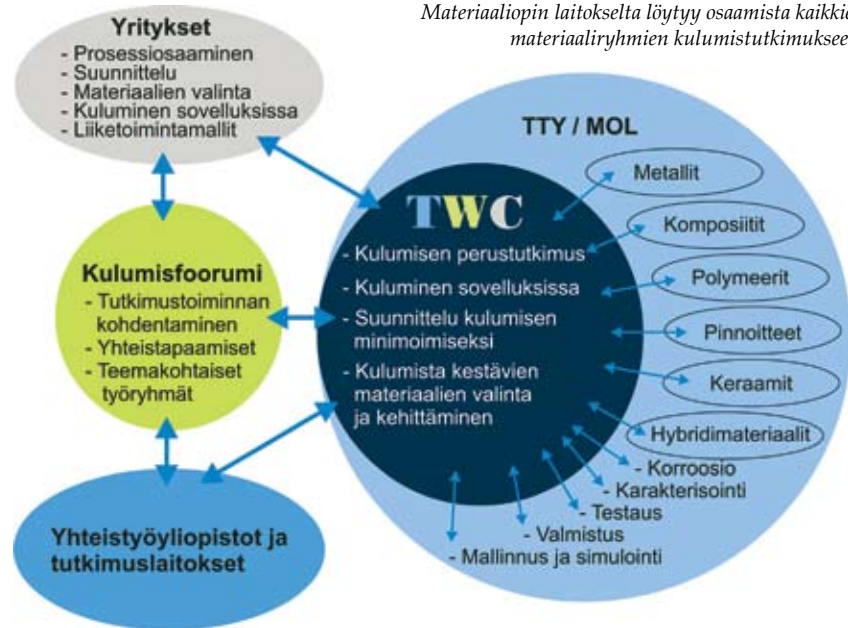 Materiaaliopin laitokselta löytyy osaamista
materiaaliryhmien
Yritykset
- Prosessiosaaminen
- Suunnittelu
- Materiaalien valinta
- Kuluminen sovelluksissa
- Liiketoimintamallit
Kulumisfoorumi
- Tutkimustoiminnan
kohdentaminen
- Yhteistapaamiset
- Teemakohtaiset
työryhmät
Yhteistyöyliopistot ja
tutkimuslaitokset
TWC
- Kulumisen perustutkimus
- Kuluminen sovelluksissa
- Suunnittelu kulumisen
minimoimiseksi
- Kulumista kestävien
materiaalien valinta
ja kehittäminen
TTY / MOL
Metallit
Komposiitit
Polymeerit
Pinnoitteet
Keraamit
Hybridimateriaalit
- Korroosio
- Karakterisointi
- Testaus
- Valmistus
- Mallinnus ja simulointi